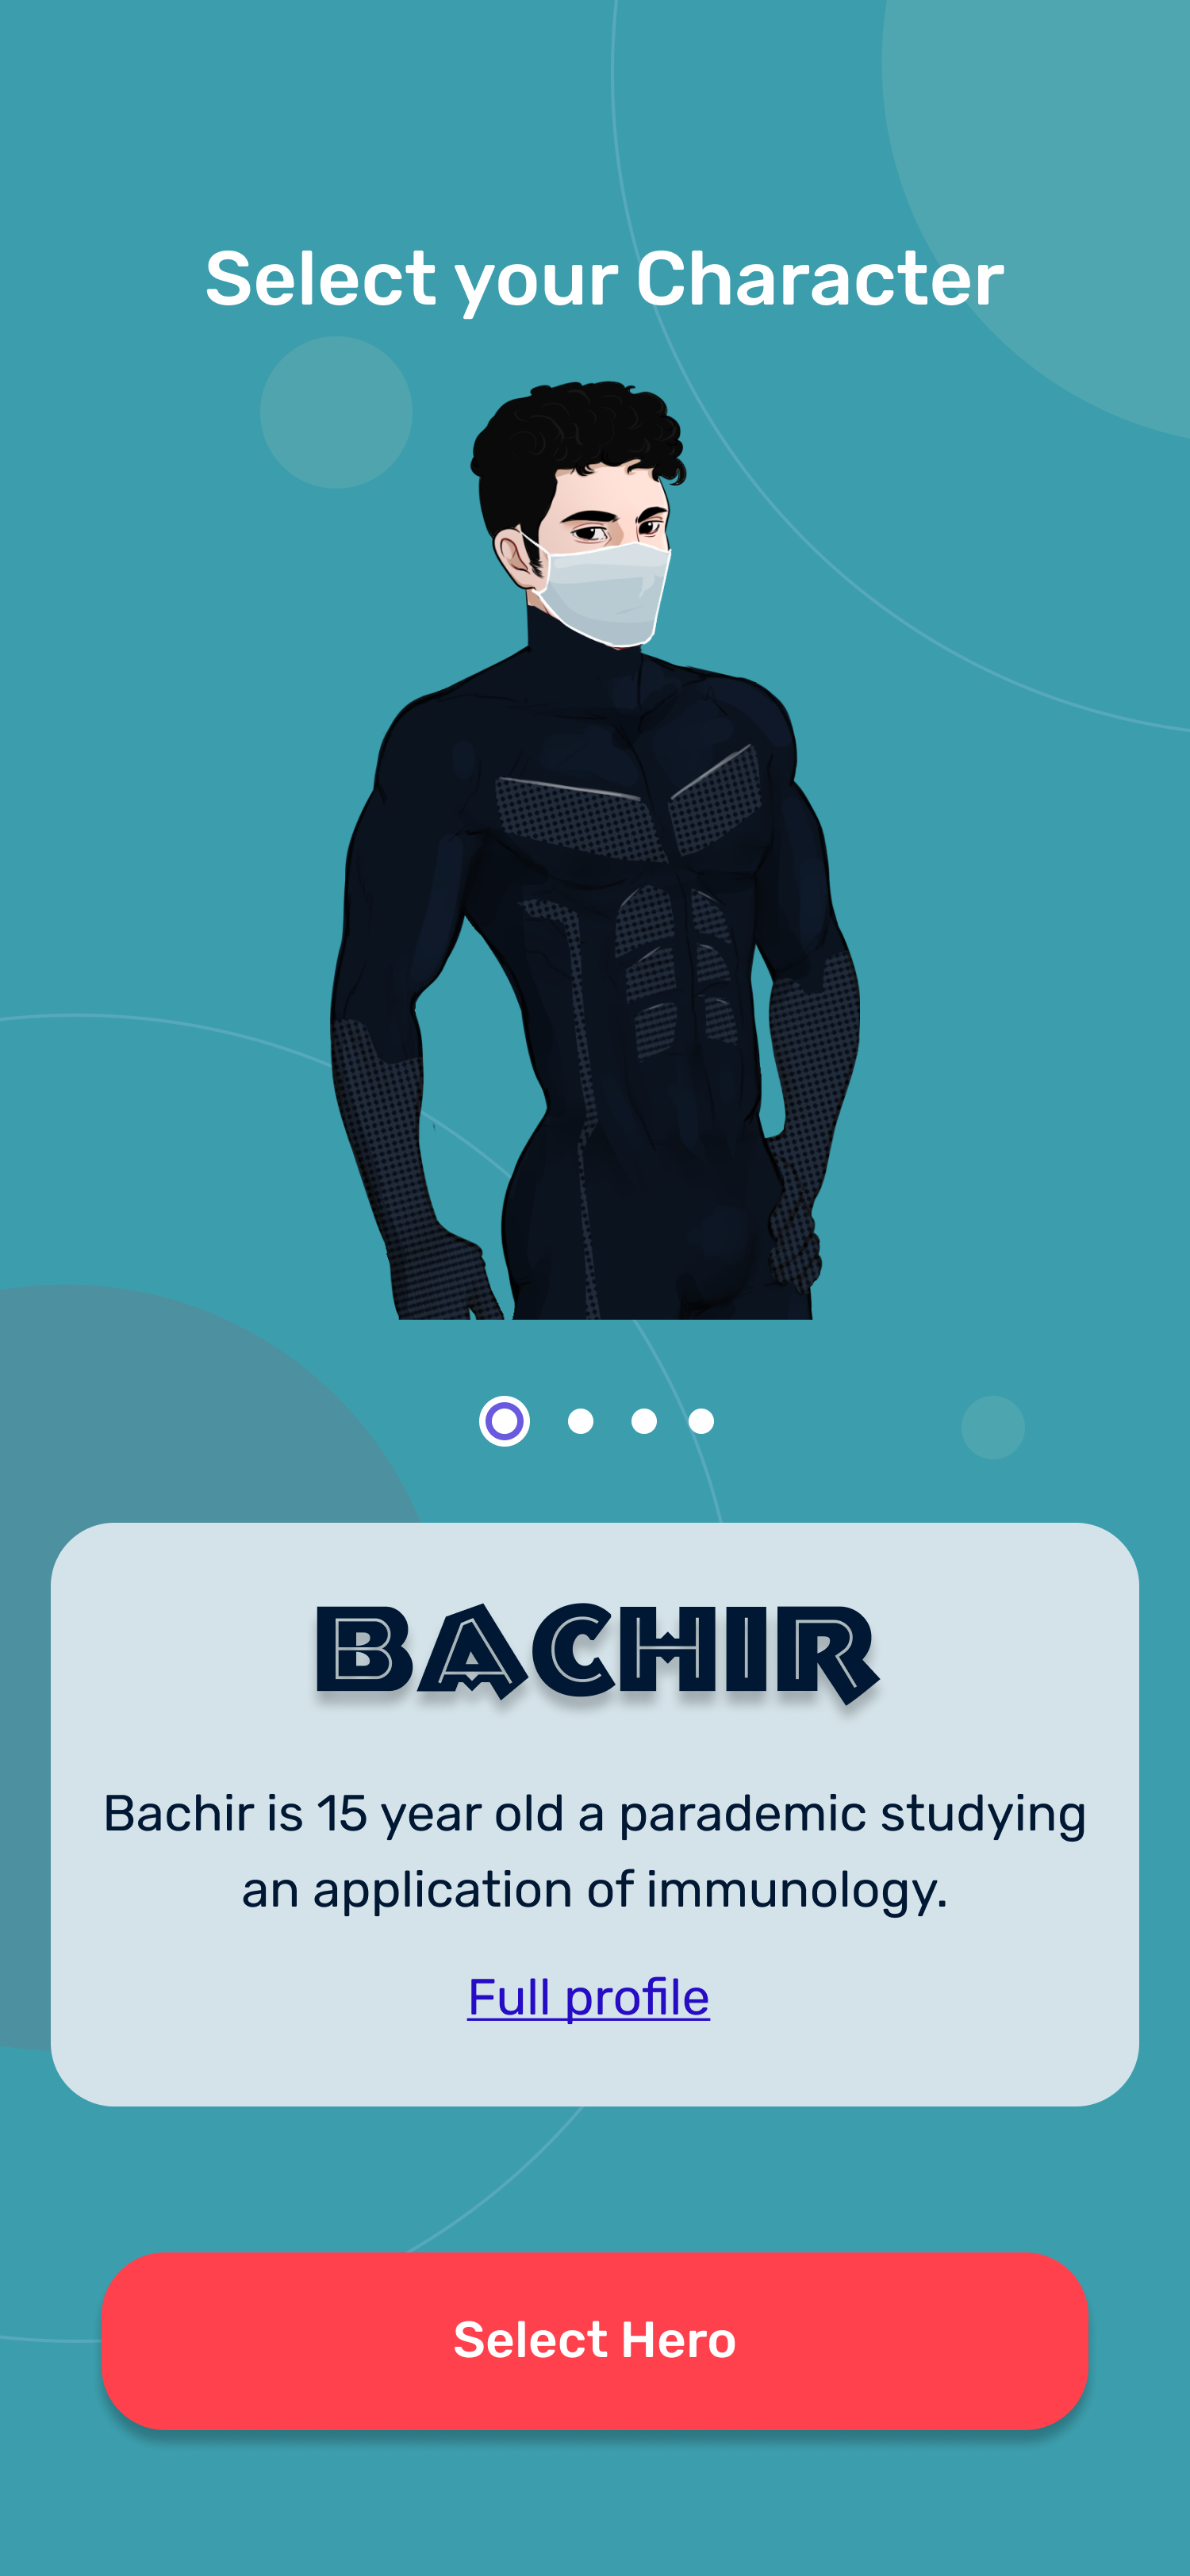 Select your Character
BACHIR
Bachir is 15 year old a parademic studying
an application of immunology.
Full profile
Select Hero